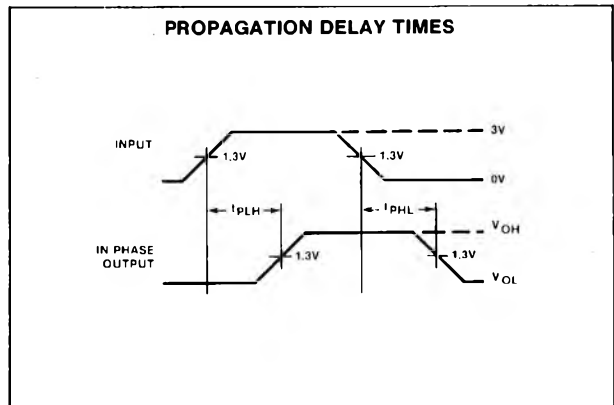 PROPAGATION DELAY TIMES
3V
INPUT
1.3V
1.3V
0V
tPLH
tPHL
VOH
IN PHASE
OUTPUT
1.3V
1.3V
VOL